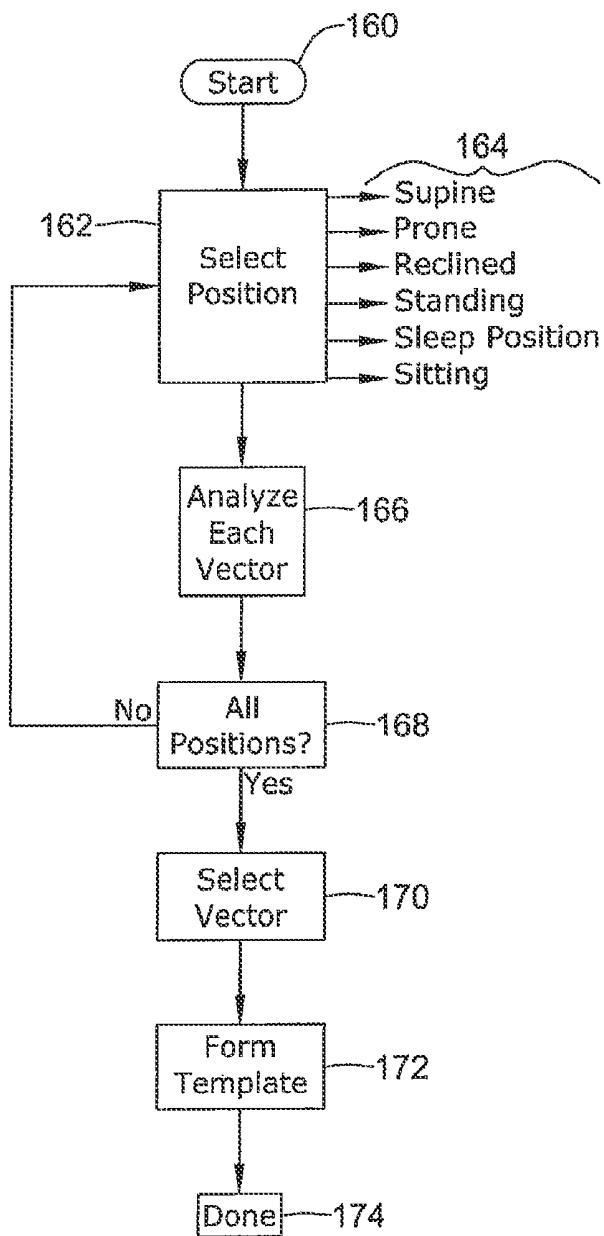 160
Start
164
162
Select
Position
Supine
Prone
Reclined
Standing
Sleep Position
Sitting
Analyze
Each
Vector
166
No
All
Positions?
168
Yes
Select
Vector
170
Form
Template
172
Done
174